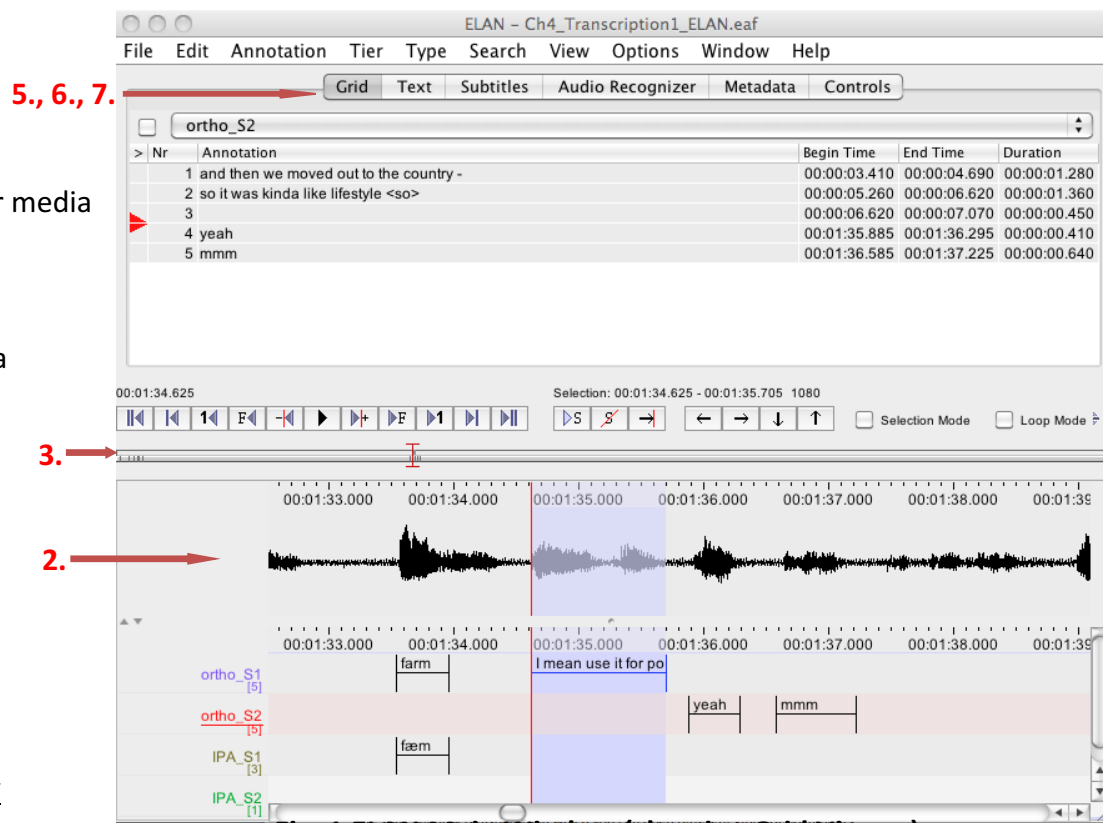 ELAN - Ch4_Transcription1_ELAN.eaf
File Edit Annotation Tier Type Search View Options Window Help
5., 6., 7.
Grid Text Subtitles Audio Recognizer Metadata Controls
ortho_S2
> Nr Annotation Begin Time End Time Duration
1 and then we moved out to the country - 00:00:03.410 00:00:04.690 00:00:01.280
r media
2 so it was kinda like lifestyle <so> 00:00:05.260 00:00:06.620 00:00:01.360
3 00:00:06.620 00:00:07.070 00:00:00.450
4 yeah 00:01:35.885 00:01:36.295 00:00:00.410
5 mmm 00:01:36.585 00:01:37.225 00:00:00.640
a
00:01:34.625 Selection: 00:01:34.625 - 00:01:35.705 1080
1 F F 1 S S Selection Mode Loop Mode
3.
00:01:33.000 00:01:34.000 00:01:35.000 00:01:36.000 00:01:37.000 00:01:38.000 00:01:39
2.
00:01:33.000 00:01:34.000 00:01:35.000 00:01:36.000 00:01:37.000 00:01:38.000 00:01:39
ortho_S1 farm I mean use it for po
[5]
ortho_S2 yeah mmm
[5]
IPA_S1 fæm
[3]
IPA_S2
[1]